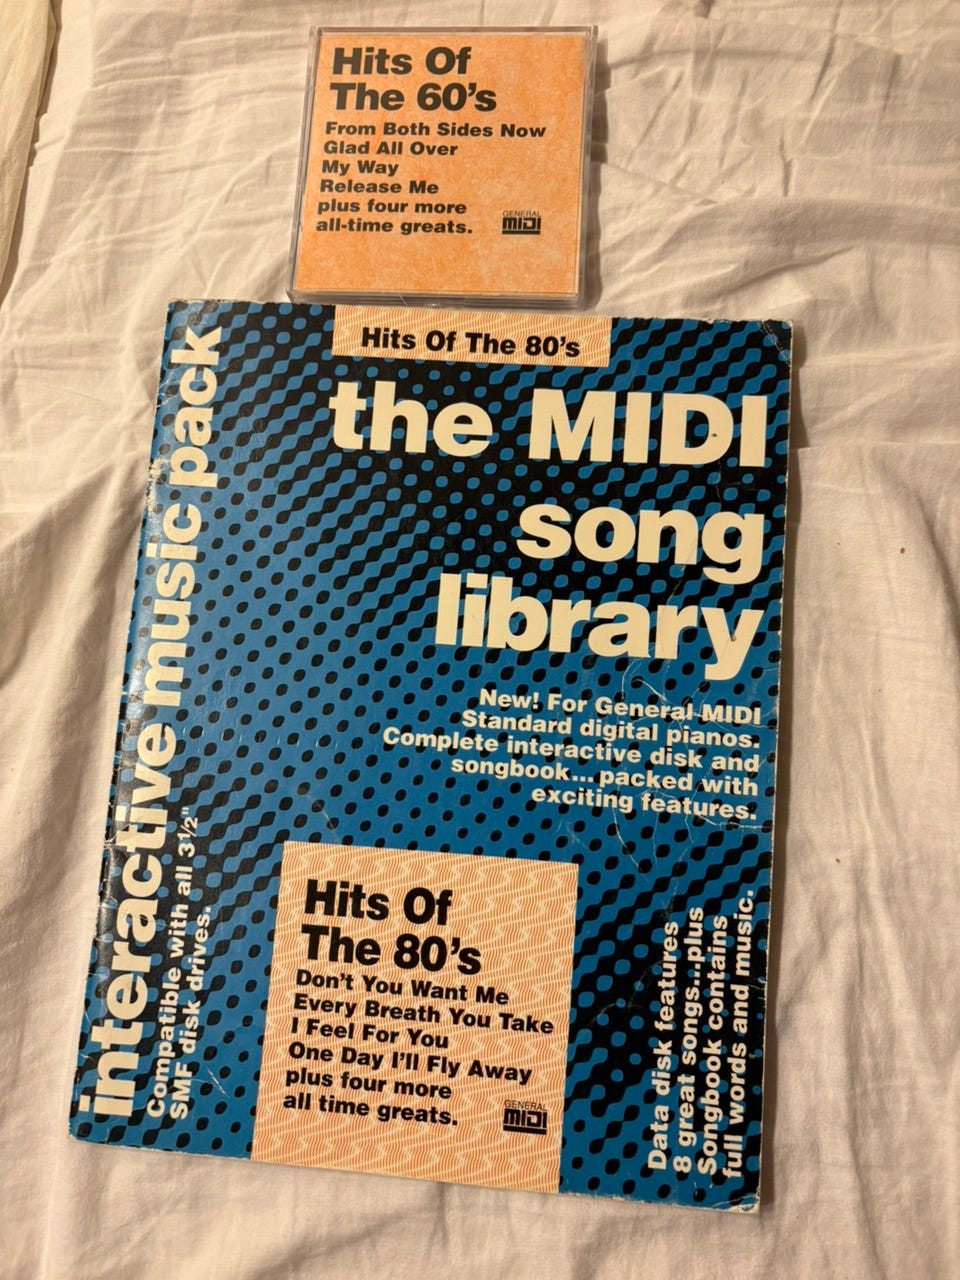 Hits Of
The 60's
From Both Sides Now
Glad All Over
My Way
Release Me
plus four more
all-time greats.
GENERAL
MIDI
Hits Of The 80's
the MIDI
song
library
interactive music pack
Compatible with all 3½"
SMF disk drives.
New! For General MIDI
Standard digital pianos.
Complete interactive disk and
songbook...packed with
exciting features.
Hits Of
The 80's
Don't You Want Me
Every Breath You Take
I Feel For You
One Day I'll Fly Away
plus four more
all time greats.
GENERAL
MIDI
Data disk features
8 great songs...plus
Songbook contains
full words and music.